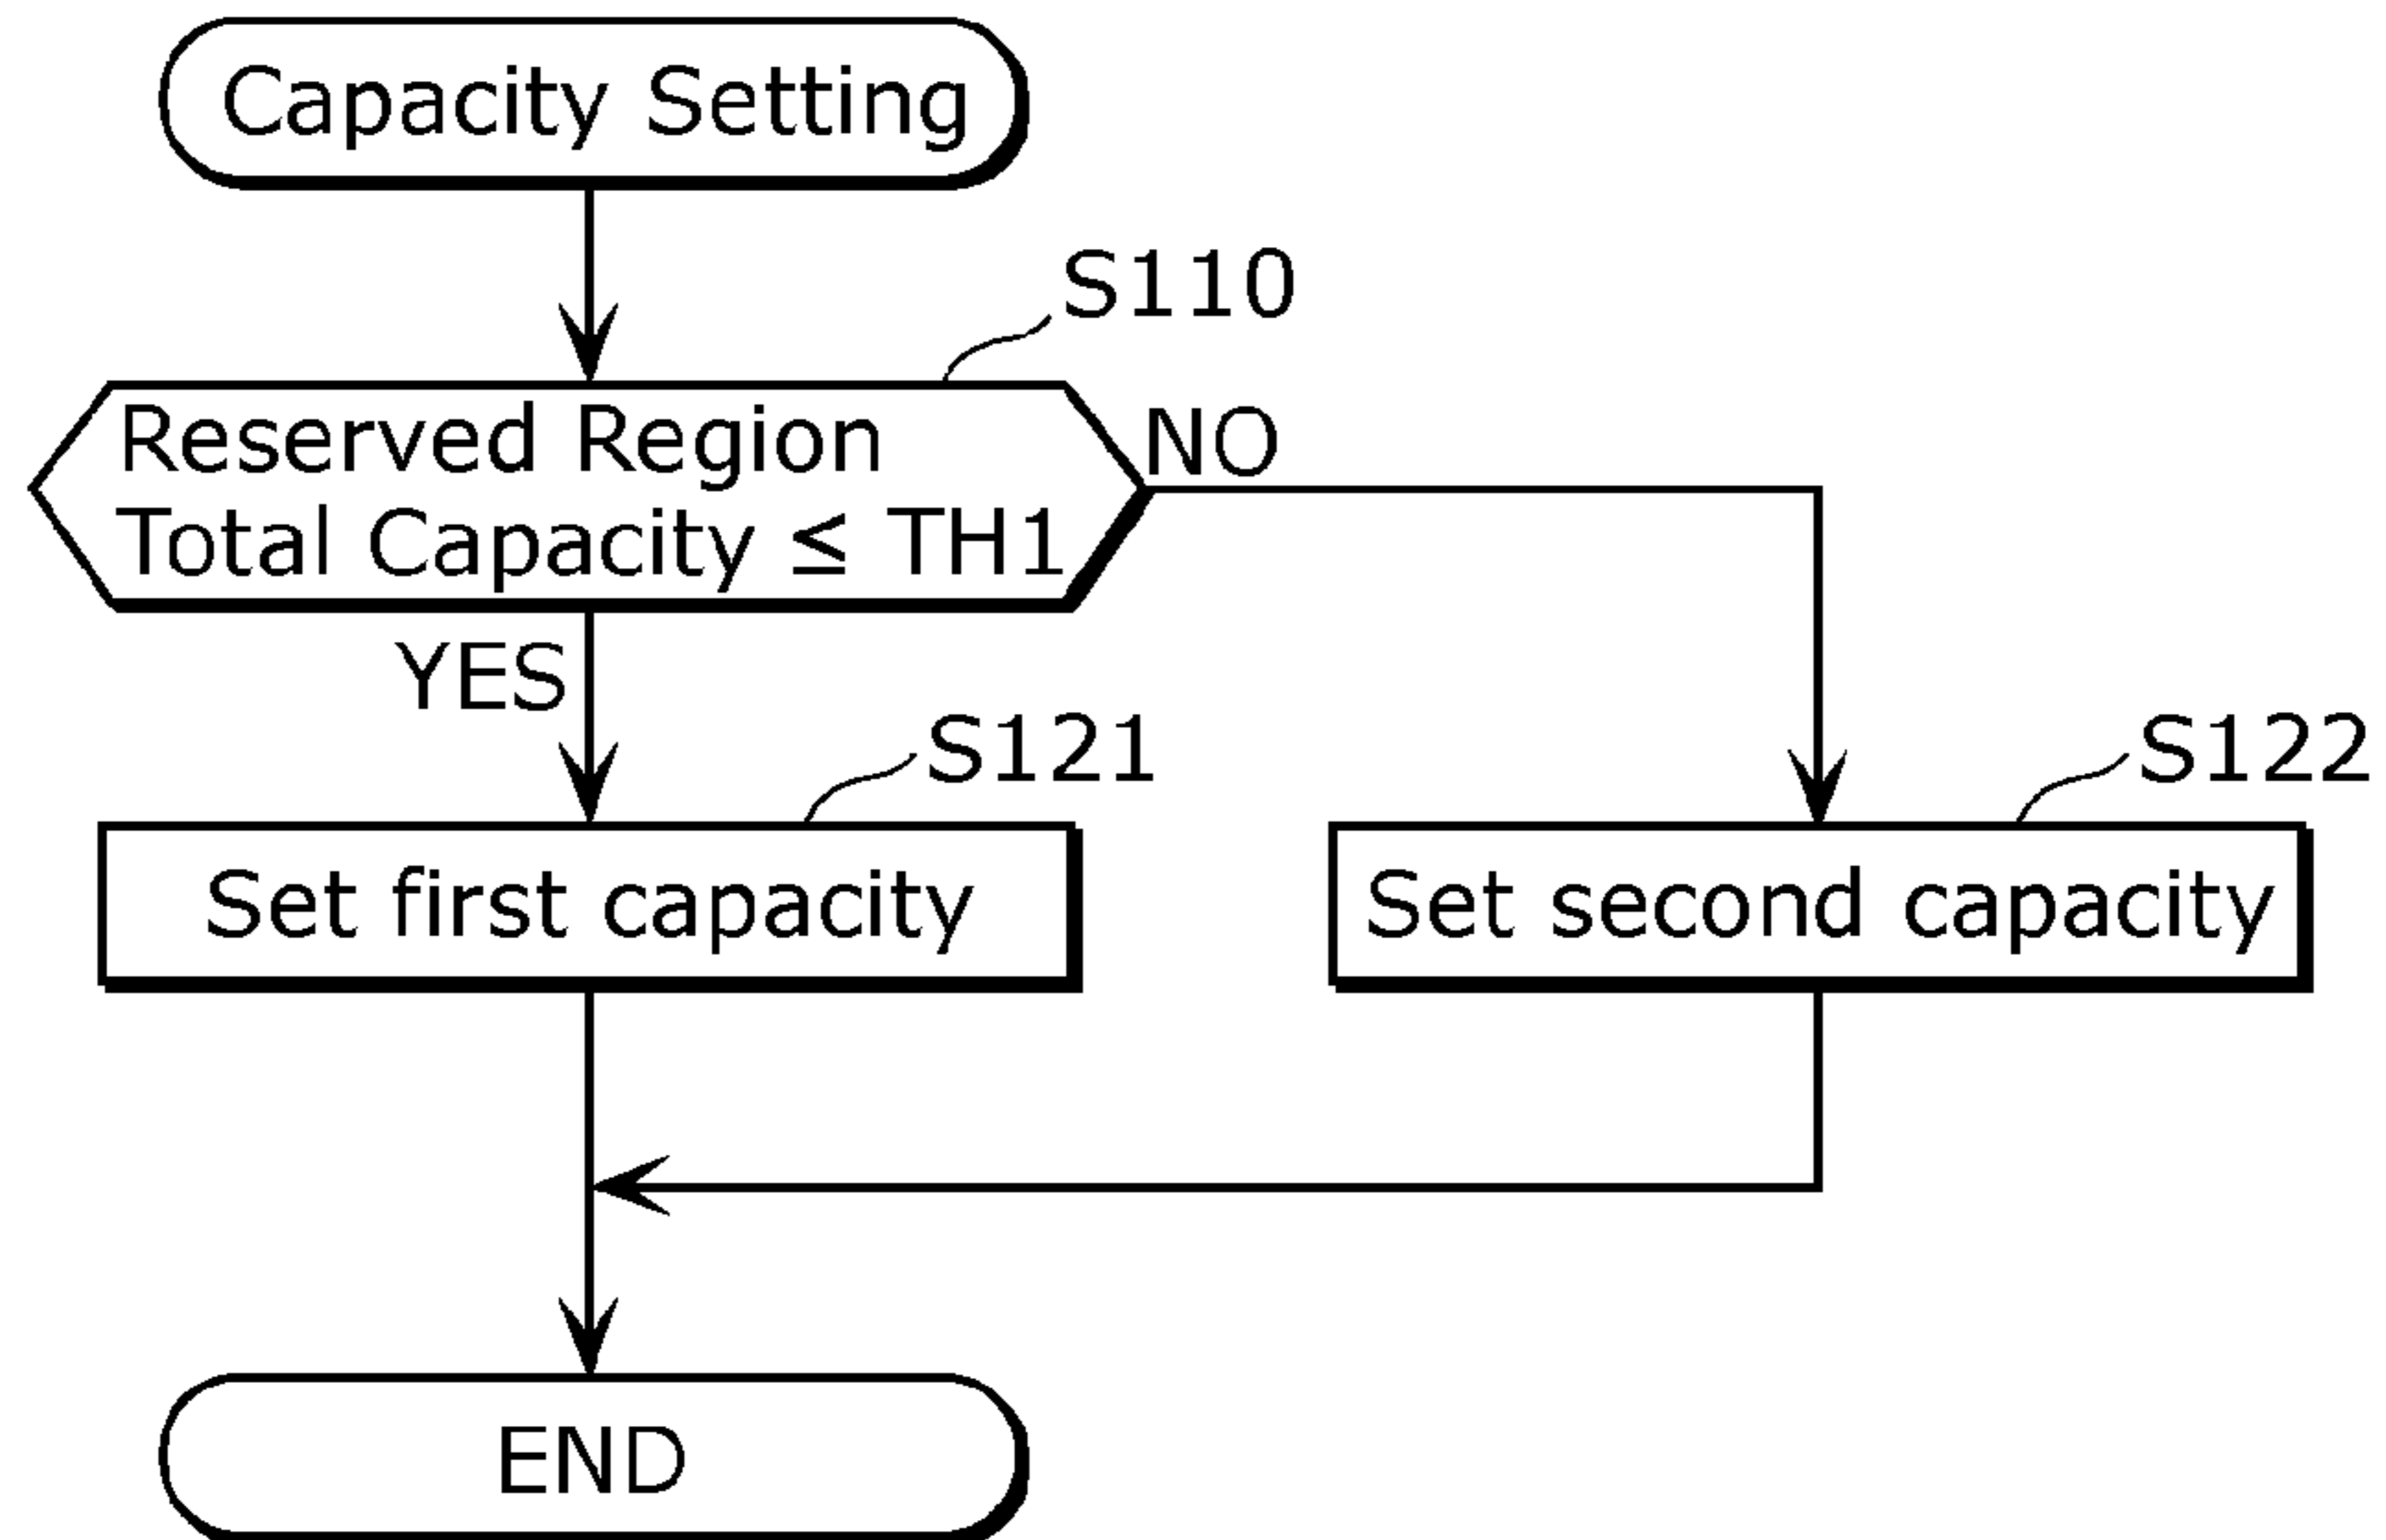 Capacity Setting
S110
Reserved Region
Total Capacity ≤ TH1
NO
YES
S121
S122
Set first capacity
Set second capacity
END